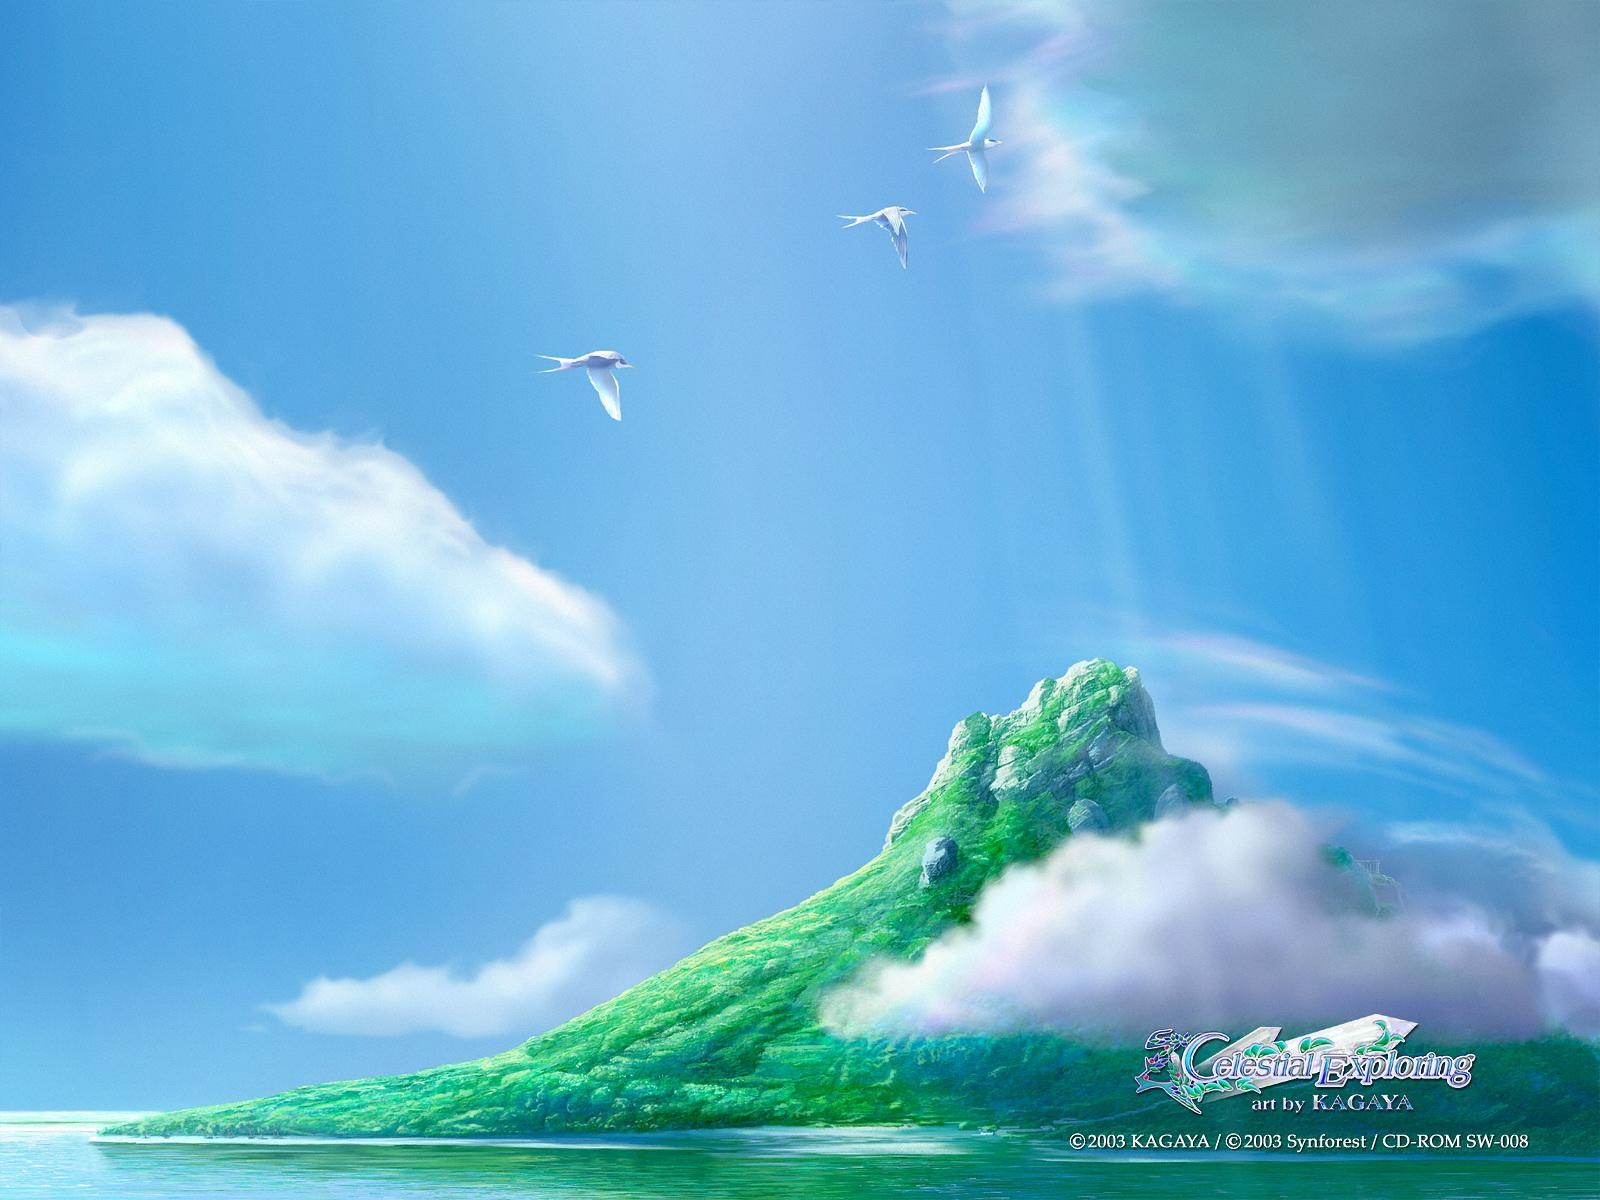 Celestial Exploring
art by KAGAYA
©2003 KAGAYA / ©2003 Synforest / CD-ROM SW-008